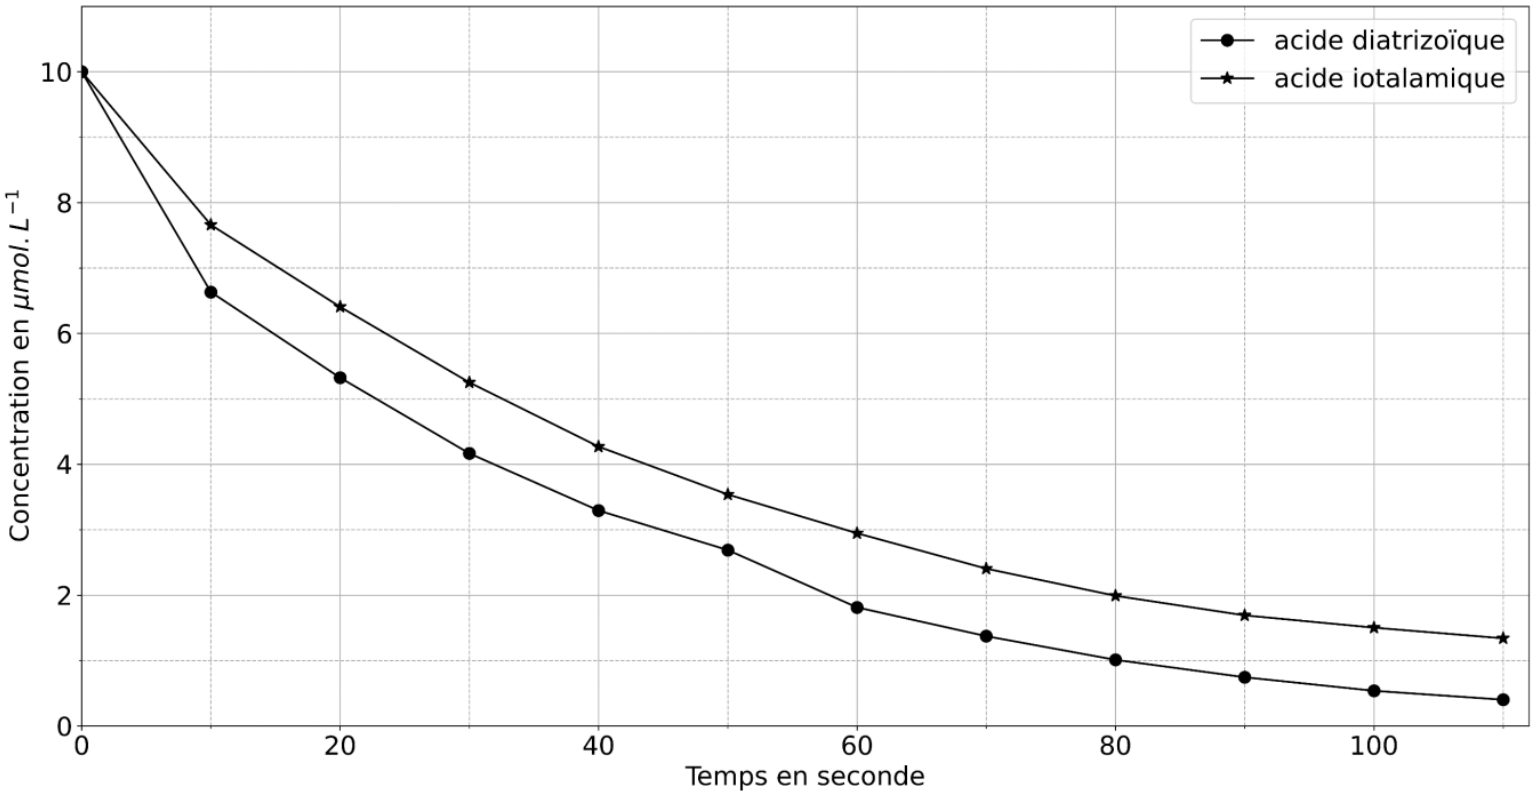 acide diatrizoïque
acide iotalamique
Concentration en μmol.L⁻¹
10
8
6
4
2
0
0 20 40 60 80 100
Temps en seconde